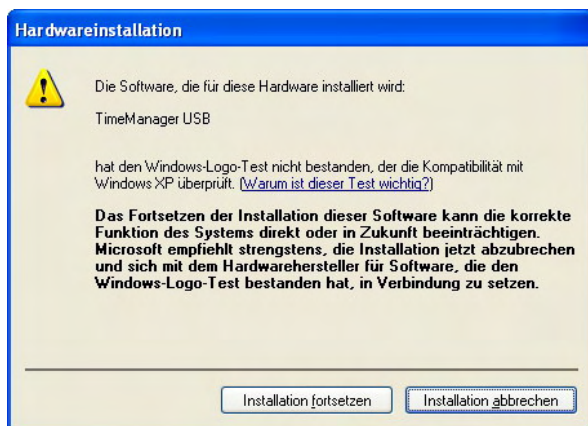 Hardwareinstallation
Die Software, die für diese Hardware installiert wird:
TimeManager USB
hat den Windows-Logo-Test nicht bestanden, der die Kompatibilität mit
Windows XP überprüft. (Warum ist dieser Test wichtig?)
Das Fortsetzen der Installation dieser Software kann die korrekte
Funktion des Systems direkt oder in Zukunft beeinträchtigen.
Microsoft empfiehlt strengstens, die Installation jetzt abzubrechen
und sich mit dem Hardwarehersteller für Software, die den
Windows-Logo-Test bestanden hat, in Verbindung zu setzen.
Installation fortsetzen Installation abbrechen